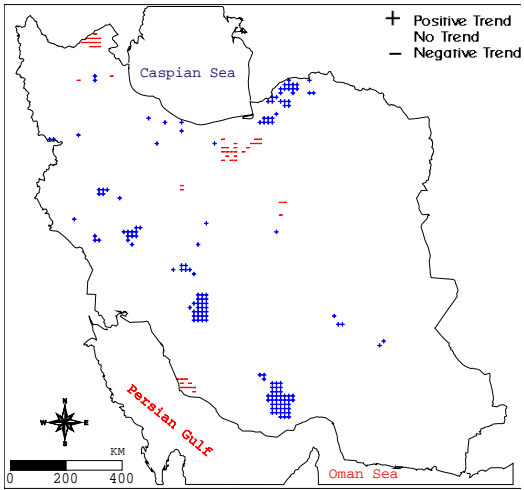 + Positive Trend
No Trend
− Negative Trend
Caspian Sea
Persian Gulf
N
W E
S
KM
0 200 400
Oman Sea